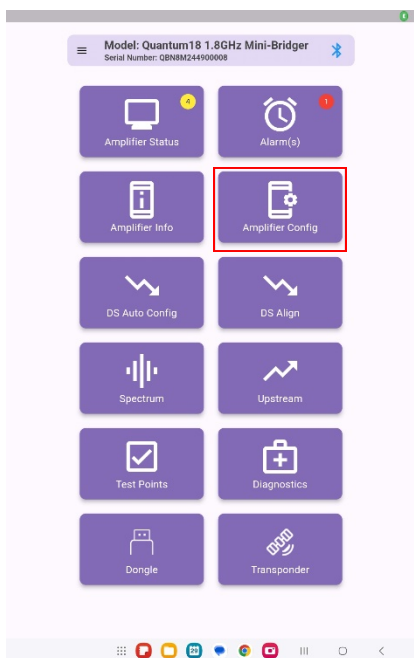 Model: Quantum18 1.8GHz Mini-Bridger
Serial Number: QBN8M244900008
4
Amplifier Status
1
Alarm(s)
Amplifier Info
Amplifier Config
DS Auto Config
DS Align
Spectrum
Upstream
Test Points
Diagnostics
Dongle
Transponder